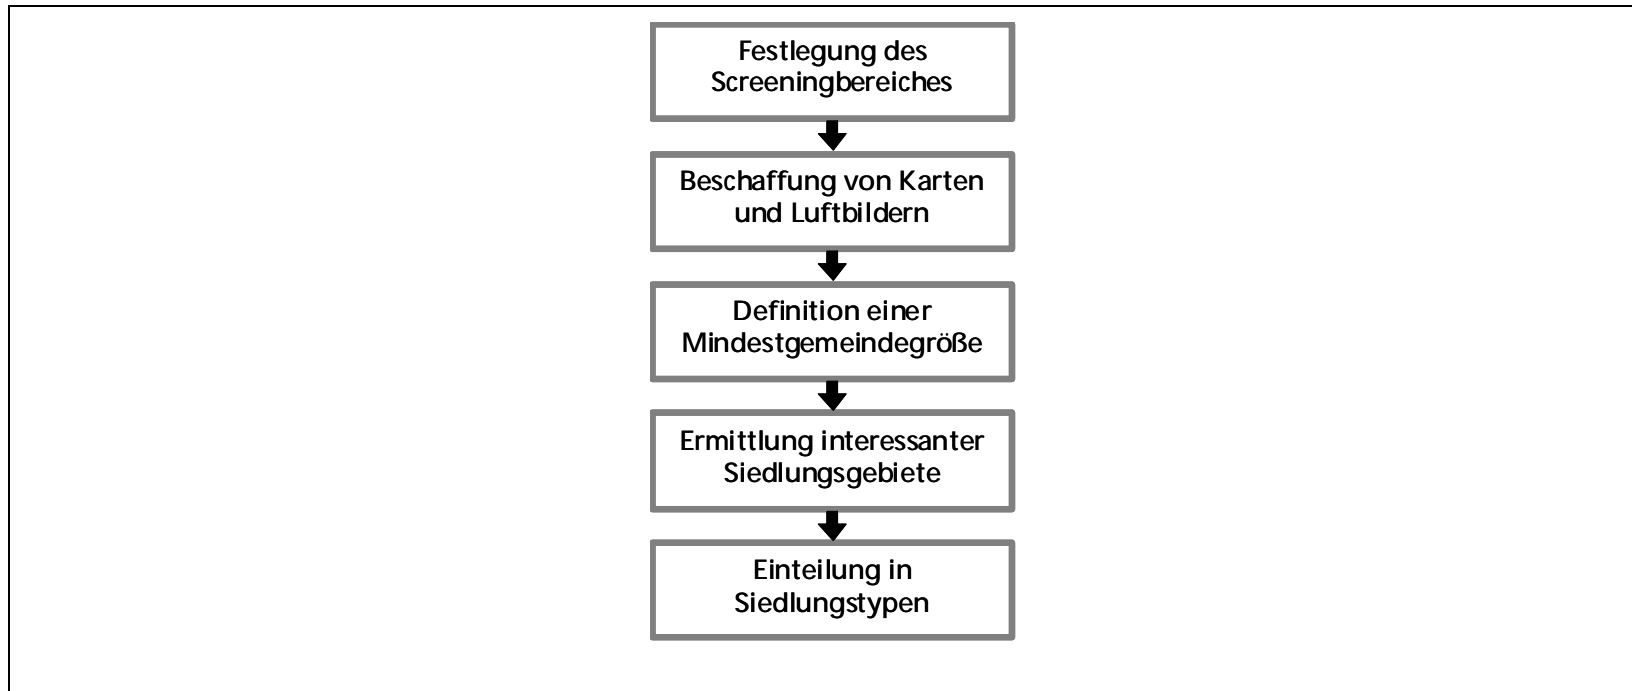 Festlegung des
Screeningbereiches
Beschaffung von Karten
und Luftbildern
Definition einer
Mindestgemeindegröße
Ermittlung interessanter
Siedlungsgebiete
Einteilung in
Siedlungstypen